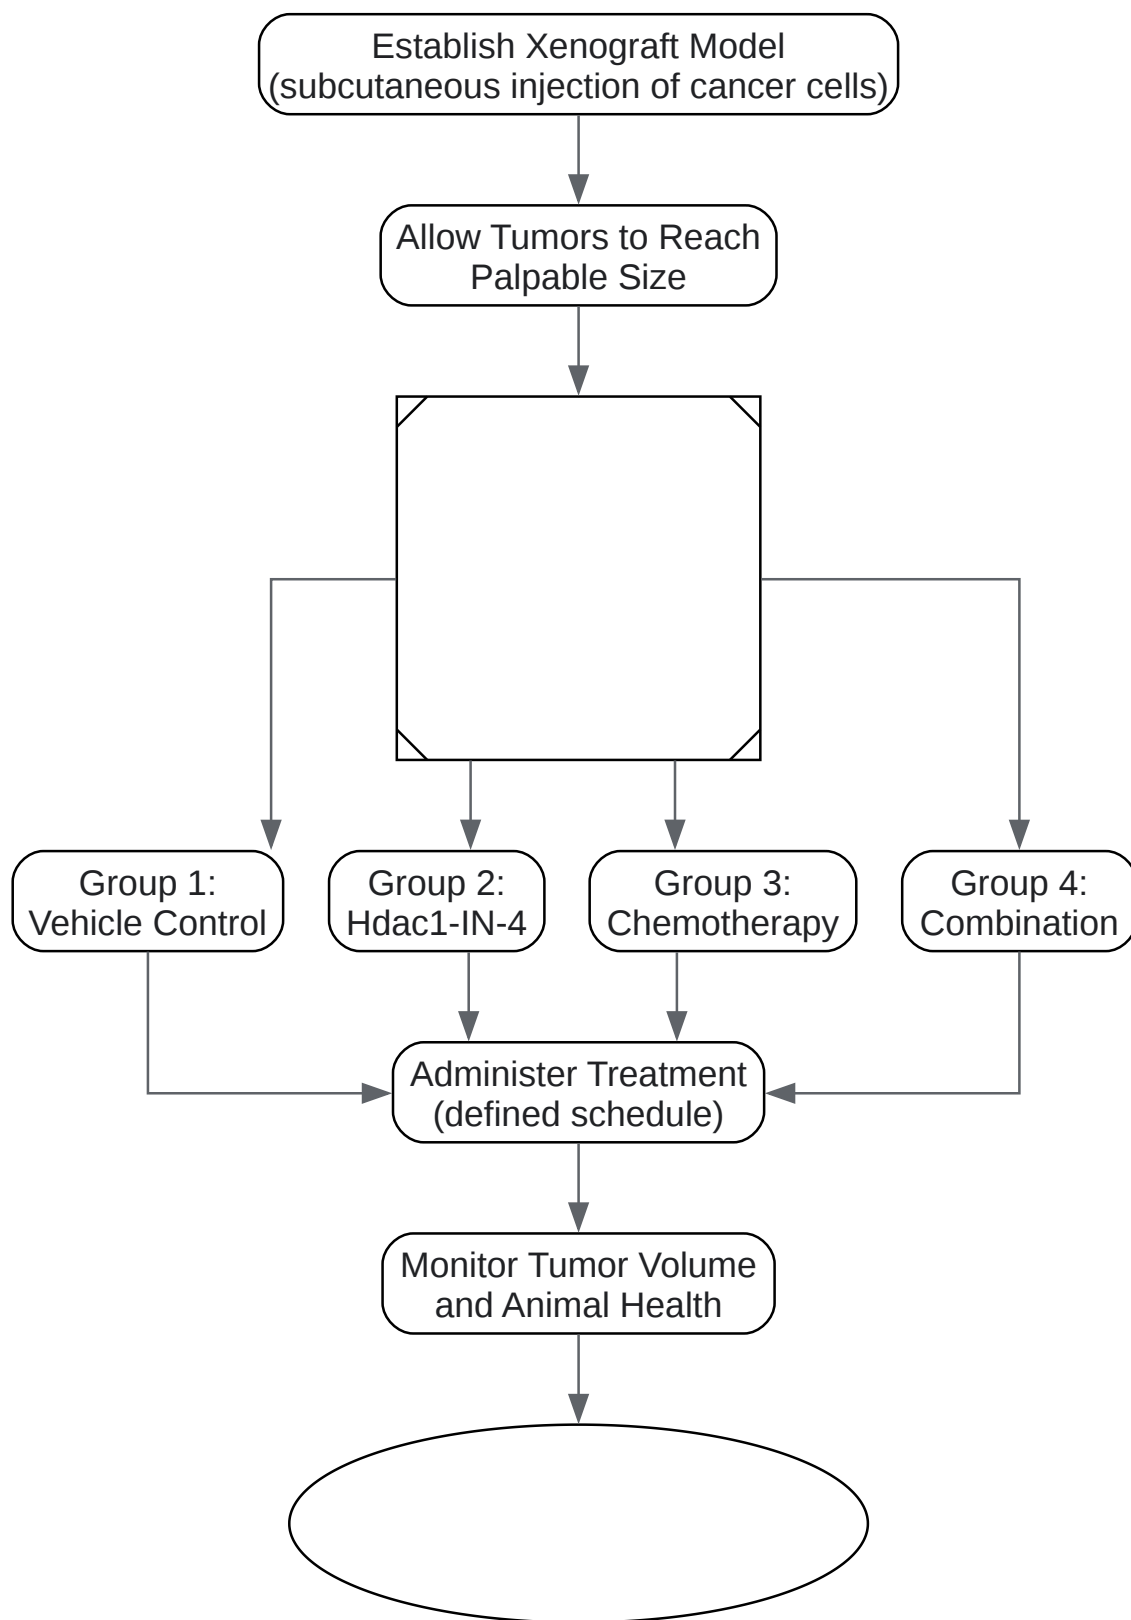 Establish Xenograft Model
(subcutaneous injection of cancer cells)
Allow Tumors to Reach
Palpable Size
Group 1:
Vehicle Control
Group 2:
Hdac1-IN-4
Group 3:
Chemotherapy
Group 4:
Combination
Administer Treatment
(defined schedule)
Monitor Tumor Volume
and Animal Health